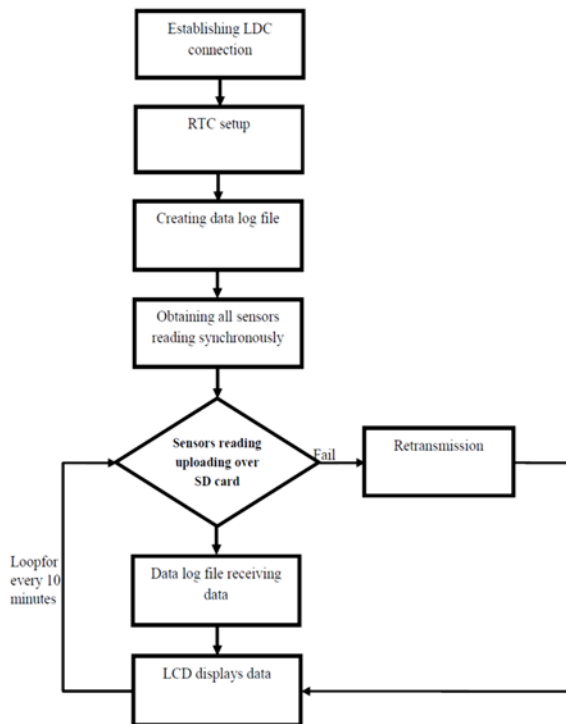 Establishing LDC
connection
RTC setup
Creating data log file
Obtaining all sensors
reading synchronously
Sensors reading
uploading over
SD card
Fail
Retransmission
Loopfor
every 10
minutes
Data log file receiving
data
LCD displays data